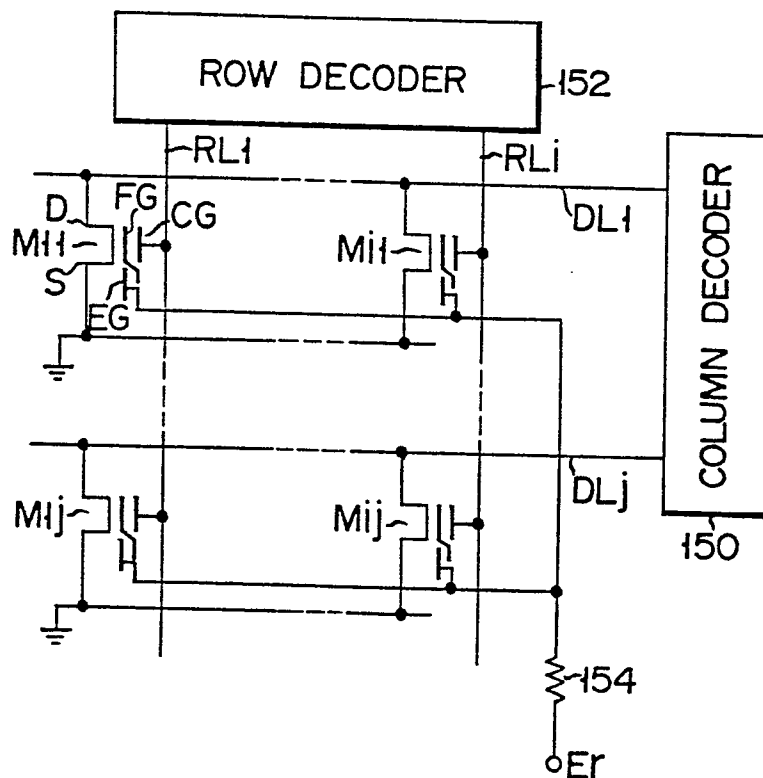 ROW DECODER
152
RL1
RLi
D
FG
CG
DL1
M11
Mi1
S
EG
COLUMN DECODER
DLj
M1j
Mij
150
154
Er